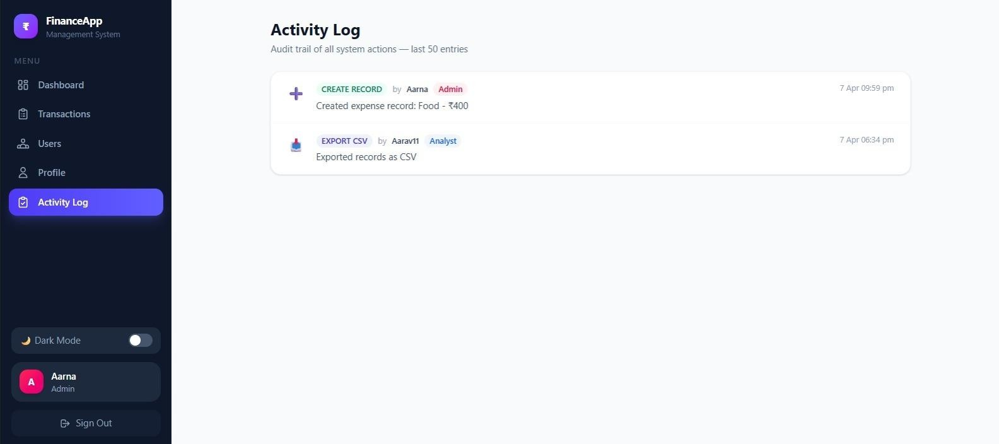 ₹
FinanceApp
Management System
MENU
Dashboard
Transactions
Users
Profile
Activity Log
🌙 Dark Mode
A
Aarna
Admin
Sign Out
Activity Log
Audit trail of all system actions — last 50 entries
CREATE RECORD by Aarna Admin 7 Apr 09:59 pm
Created expense record: Food - ₹400
EXPORT CSV by Aarav11 Analyst 7 Apr 06:34 pm
Exported records as CSV